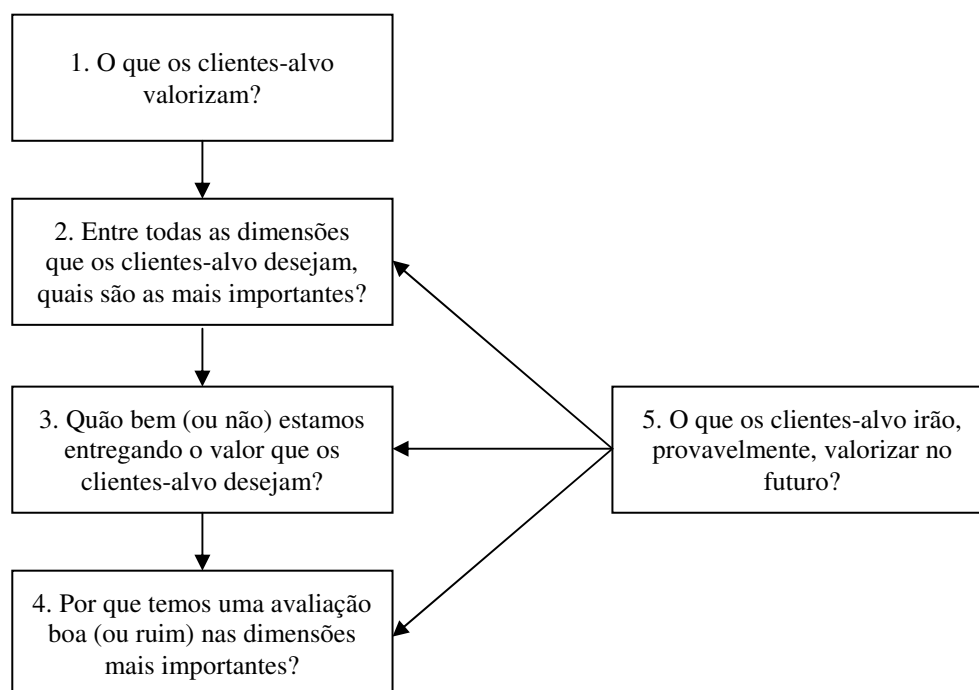 1. O que os clientes-alvo
valorizam?
2. Entre todas as dimensões
que os clientes-alvo desejam,
quais são as mais importantes?
3. Quão bem (ou não) estamos
entregando o valor que os
clientes-alvo desejam?
5. O que os clientes-alvo irão,
provavelmente, valorizar no
futuro?
4. Por que temos uma avaliação
boa (ou ruim) nas dimensões
mais importantes?